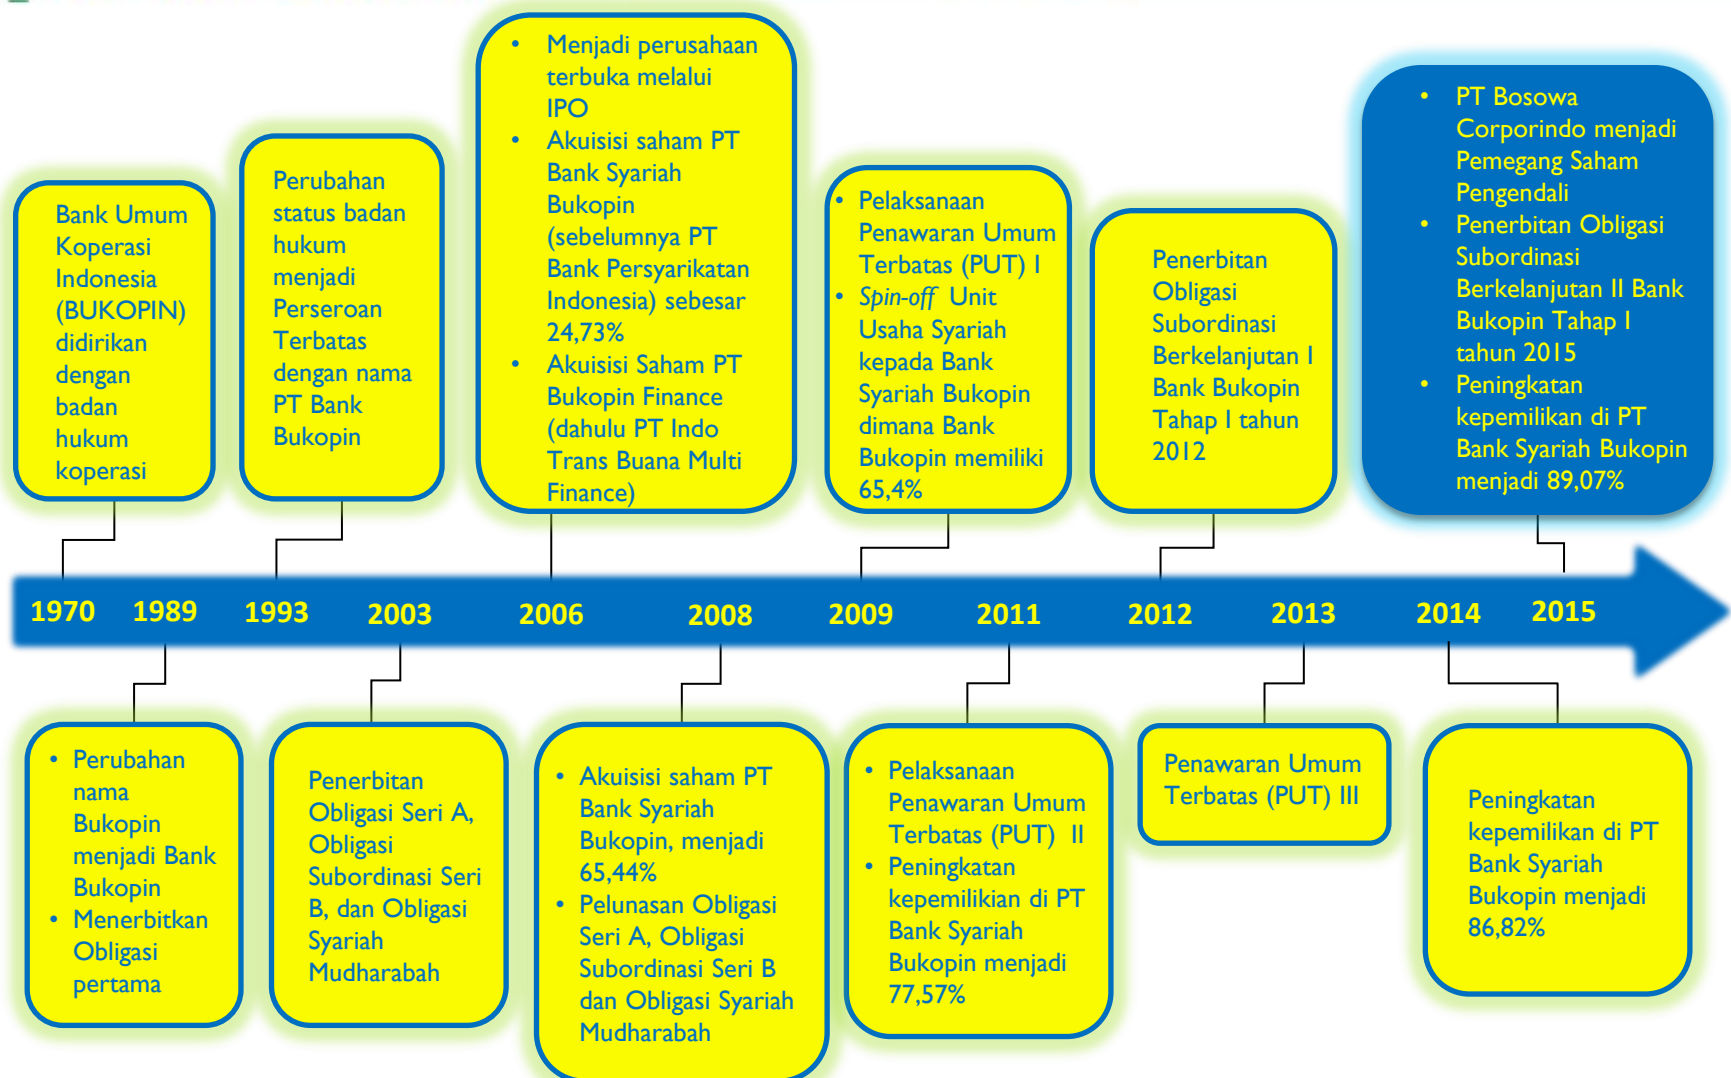 Bank Umum
Koperasi
Indonesia
(BUKOPIN)
didirikan
dengan
badan
hukum
koperasi
Perubahan
status badan
hukum
menjadi
Perseroan
Terbatas
dengan nama
PT Bank
Bukopin
• Menjadi perusahaan
terbuka melalui
IPO
• Akuisisi saham PT
Bank Syariah
Bukopin
(sebelumnya PT
Bank Persyarikatan
Indonesia) sebesar
24,73%
• Akuisisi Saham PT
Bukopin Finance
(dahulu PT Indo
Trans Buana Multi
Finance)
• Pelaksanaan
Penawaran Umum
Terbatas (PUT) I
• Spin-off Unit
Usaha Syariah
kepada Bank
Syariah Bukopin
dimana Bank
Bukopin memiliki
65,4%
Penerbitan
Obligasi
Subordinasi
Berkelanjutan I
Bank Bukopin
Tahap I tahun
2012
• PT Bosowa
Corporindo menjadi
Pemegang Saham
Pengendali
• Penerbitan Obligasi
Subordinasi
Berkelanjutan II Bank
Bukopin Tahap I
tahun 2015
• Peningkatan
kepemilikan di PT
Bank Syariah Bukopin
menjadi 89,07%
1970 1989 1993 2003 2006 2008 2009 2011 2012 2013 2014 2015
• Perubahan
nama
Bukopin
menjadi Bank
Bukopin
• Menerbitkan
Obligasi
pertama
Penerbitan
Obligasi Seri A,
Obligasi
Subordinasi Seri
B, dan Obligasi
Syariah
Mudharabah
• Akuisisi saham PT
Bank Syariah
Bukopin, menjadi
65,44%
• Pelunasan Obligasi
Seri A, Obligasi
Subordinasi Seri B
dan Obligasi Syariah
Mudharabah
• Pelaksanaan
Penawaran Umum
Terbatas (PUT) II
• Peningkatan
kepemilikian di PT
Bank Syariah
Bukopin menjadi
77,57%
Penawaran Umum
Terbatas (PUT) III
Peningkatan
kepemilikan di PT
Bank Syariah
Bukopin menjadi
86,82%